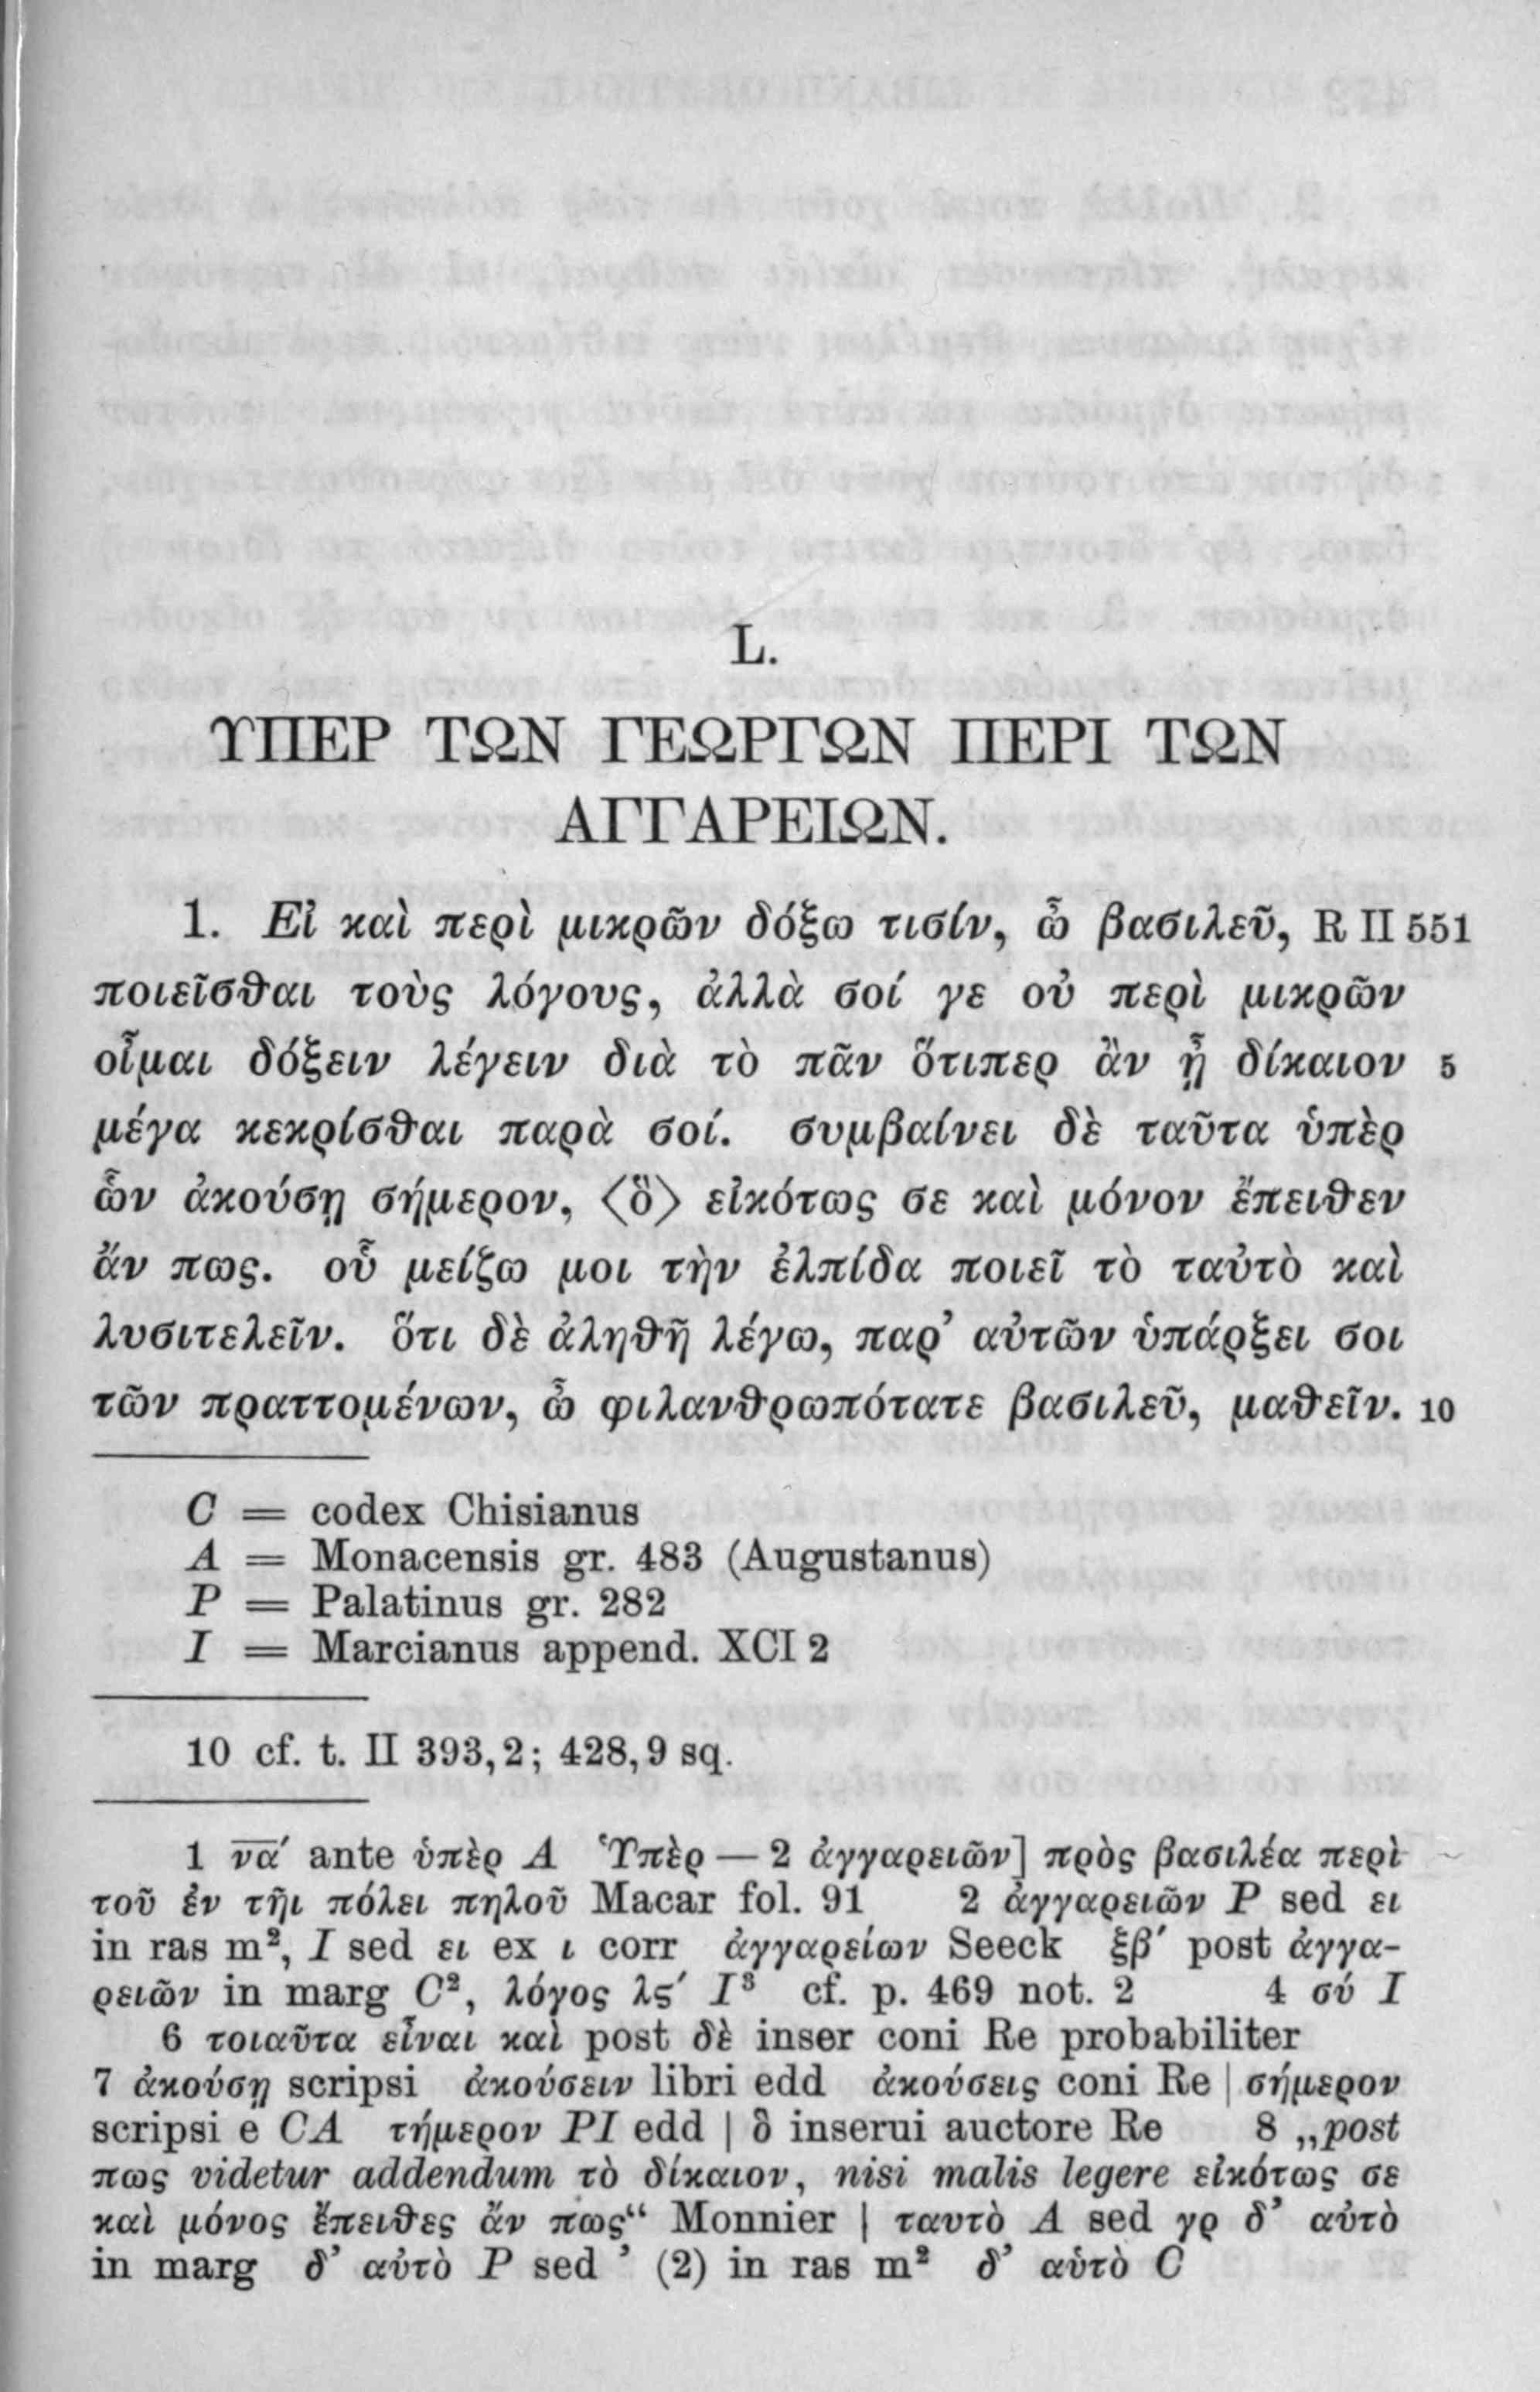 L.
ΥΠΕΡ ΤΩΝ ΓΕΩΡΓΩΝ ΠΕΡΙ ΤΩΝ
ΑΓΓΑΡΕΙΩΝ.
1. Εἰ καὶ περὶ μικρῶν δόξω τισίν, ὦ βασιλεῦ, R II 551
ποιεῖσθαι τοὺς λόγους, ἀλλὰ σοί γε οὐ περὶ μικρῶν
οἶμαι δόξειν λέγειν διὰ τὸ πᾶν ὅτιπερ ἂν ᾖ δίκαιον 5
μέγα κεκρίσθαι παρὰ σοί. συμβαίνει δὲ ταῦτα ὑπὲρ
ὧν ἀκούσῃ σήμερον, ⟨ὃ⟩ εἰκότως σε καὶ μόνον ἔπειθεν
ἄν πως. οὗ μείζω μοι τὴν ἐλπίδα ποιεῖ τὸ ταὐτὸ καὶ
λυσιτελεῖν. ὅτι δὲ ἀληθῆ λέγω, παρ’ αὐτῶν ὑπάρξει σοι
τῶν πραττομένων, ὦ φιλανθρωπότατε βασιλεῦ, μαθεῖν. 10
C = codex Chisianus
A = Monacensis gr. 483 (Augustanus)
P = Palatinus gr. 282
I = Marcianus append. XCI 2
10 cf. t. II 393,2; 428,9 sq.
1 ν̅α̅′ ante ὑπὲρ A Ὑπὲρ — 2 ἀγγαρειῶν] πρὸς βασιλέα περὶ
τοῦ ἐν τῆι πόλει πηλοῦ Macar fol. 91 2 ἀγγαρειῶν P sed ει
in ras m², I sed ει ex ι corr ἀγγαρείων Seeck ξβ′ post ἀγγα-
ρειῶν in marg C², λόγος λϛ′ I³ cf. p. 469 not. 2 4 σύ I
6 τοιαῦτα εἶναι καὶ post δὲ inser coni Re probabiliter
7 ἀκούσῃ scripsi ἀκούσειν libri edd ἀκούσεις coni Re | σήμερον
scripsi e CA τήμερον PI edd | ὃ inserui auctore Re 8 „post
πως videtur addendum τὸ δίκαιον, nisi malis legere εἰκότως σε
καὶ μόνος ἔπειθες ἄν πως“ Monnier | ταυτὸ A sed γρ δ’ αὐτὸ
in marg δ’ αὐτὸ P sed ’ (2) in ras m² δ’ αὑτὸ C